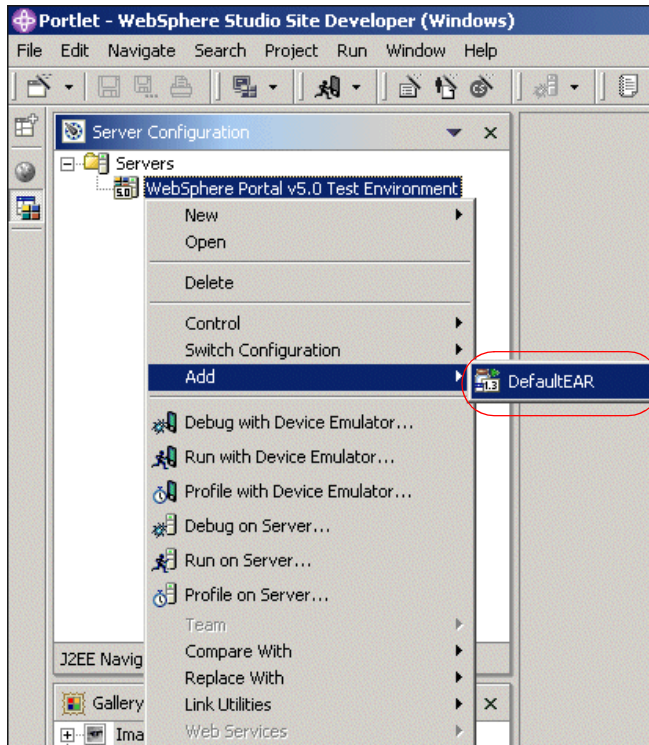 Portlet - WebSphere Studio Site Developer (Windows)
File Edit Navigate Search Project Run Window Help
Server Configuration
Servers
5.0 WebSphere Portal v5.0 Test Environment
New
Open
Delete
Control
Switch Configuration
Add
1.3 DefaultEAR
Debug with Device Emulator...
Run with Device Emulator...
Profile with Device Emulator...
Debug on Server...
Run on Server...
Profile on Server...
Team
Compare With
J2EE Navig
Replace With
Gallery
Link Utilities
Ima
Web Services